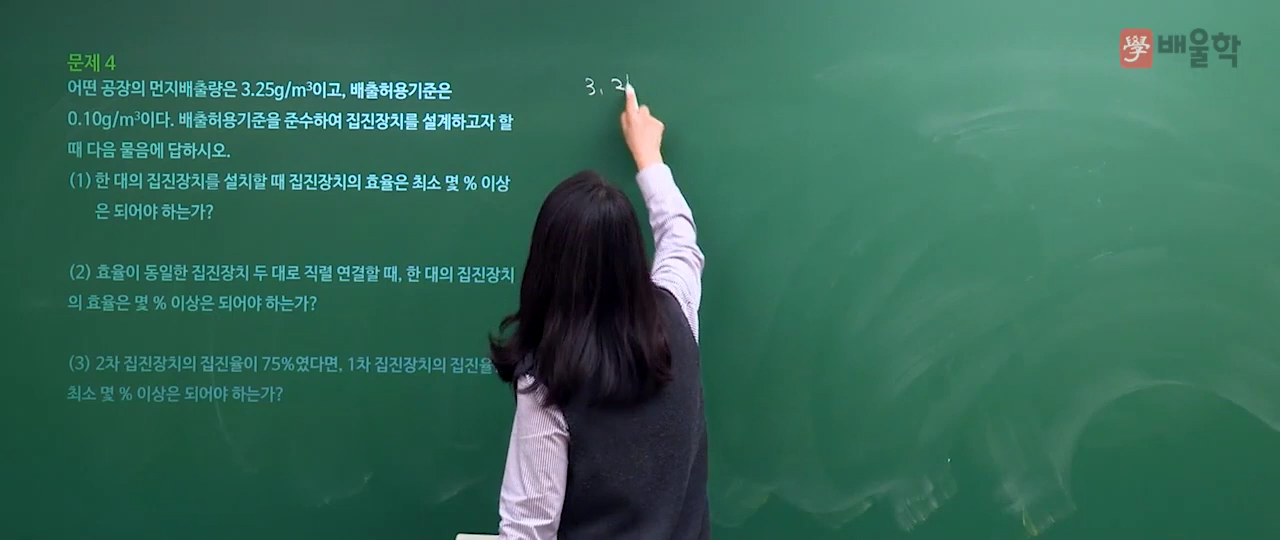 學 배울학
문제 4
어떤 공장의 먼지배출량은 3.25g/m³이고, 배출허용기준은
0.10g/m³이다. 배출허용기준을 준수하여 집진장치를 설계하고자 할
때 다음 물음에 답하시오.
(1) 한 대의 집진장치를 설치할 때 집진장치의 효율은 최소 몇 % 이상
은 되어야 하는가?
(2) 효율이 동일한 집진장치 두 대로 직렬 연결할 때, 한 대의 집진장치
의 효율은 몇 % 이상은 되어야 하는가?
(3) 2차 집진장치의 집진율이 75%였다면, 1차 집진장치의 집진율
최소 몇 % 이상은 되어야 하는가?
3, 2